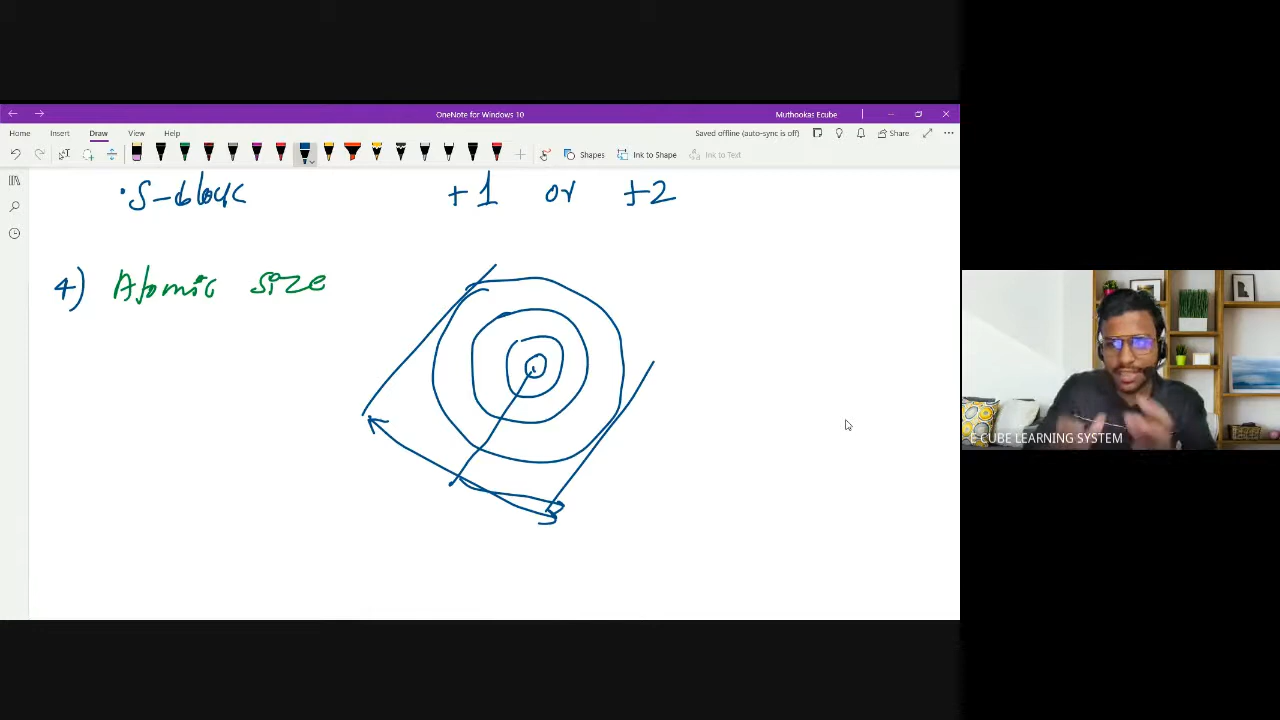 OneNote for Windows 10
Muthookas Ecube
Home Insert Draw View Help
Saved offline (auto-sync is off)
Share
Shapes
Ink to Shape
Ink to Text
S-block +1 or +2
4) Atomic size
E CUBE LEARNING SYSTEM